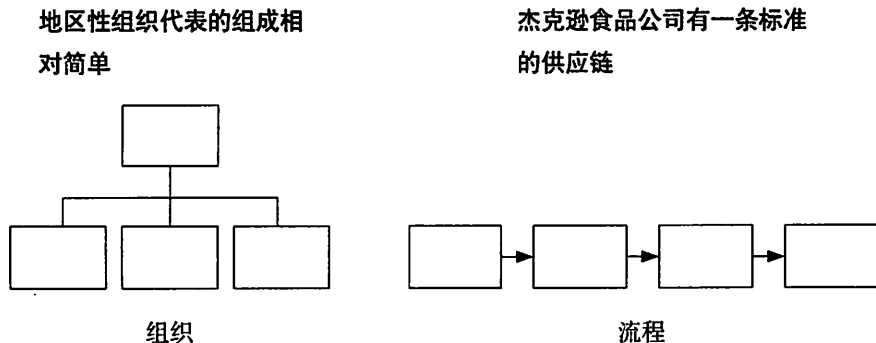 地区性组织代表的组成相
对简单
杰克逊食品公司有一条标准
的供应链
组织
流程